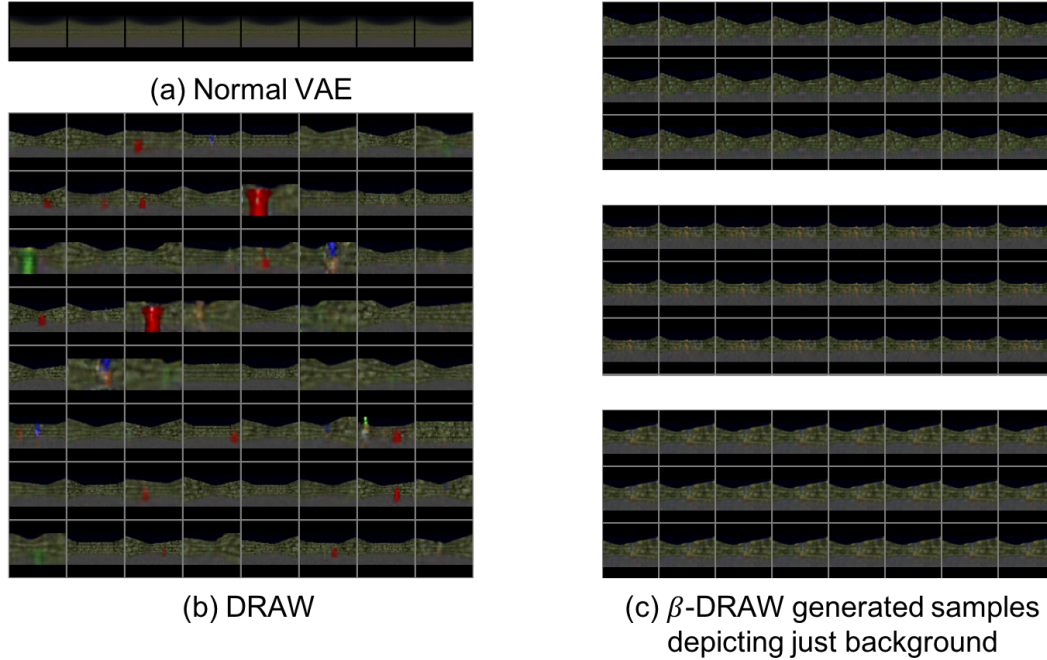 (a) Normal VAE
(b) DRAW
(c) β-DRAW generated samples
depicting just background